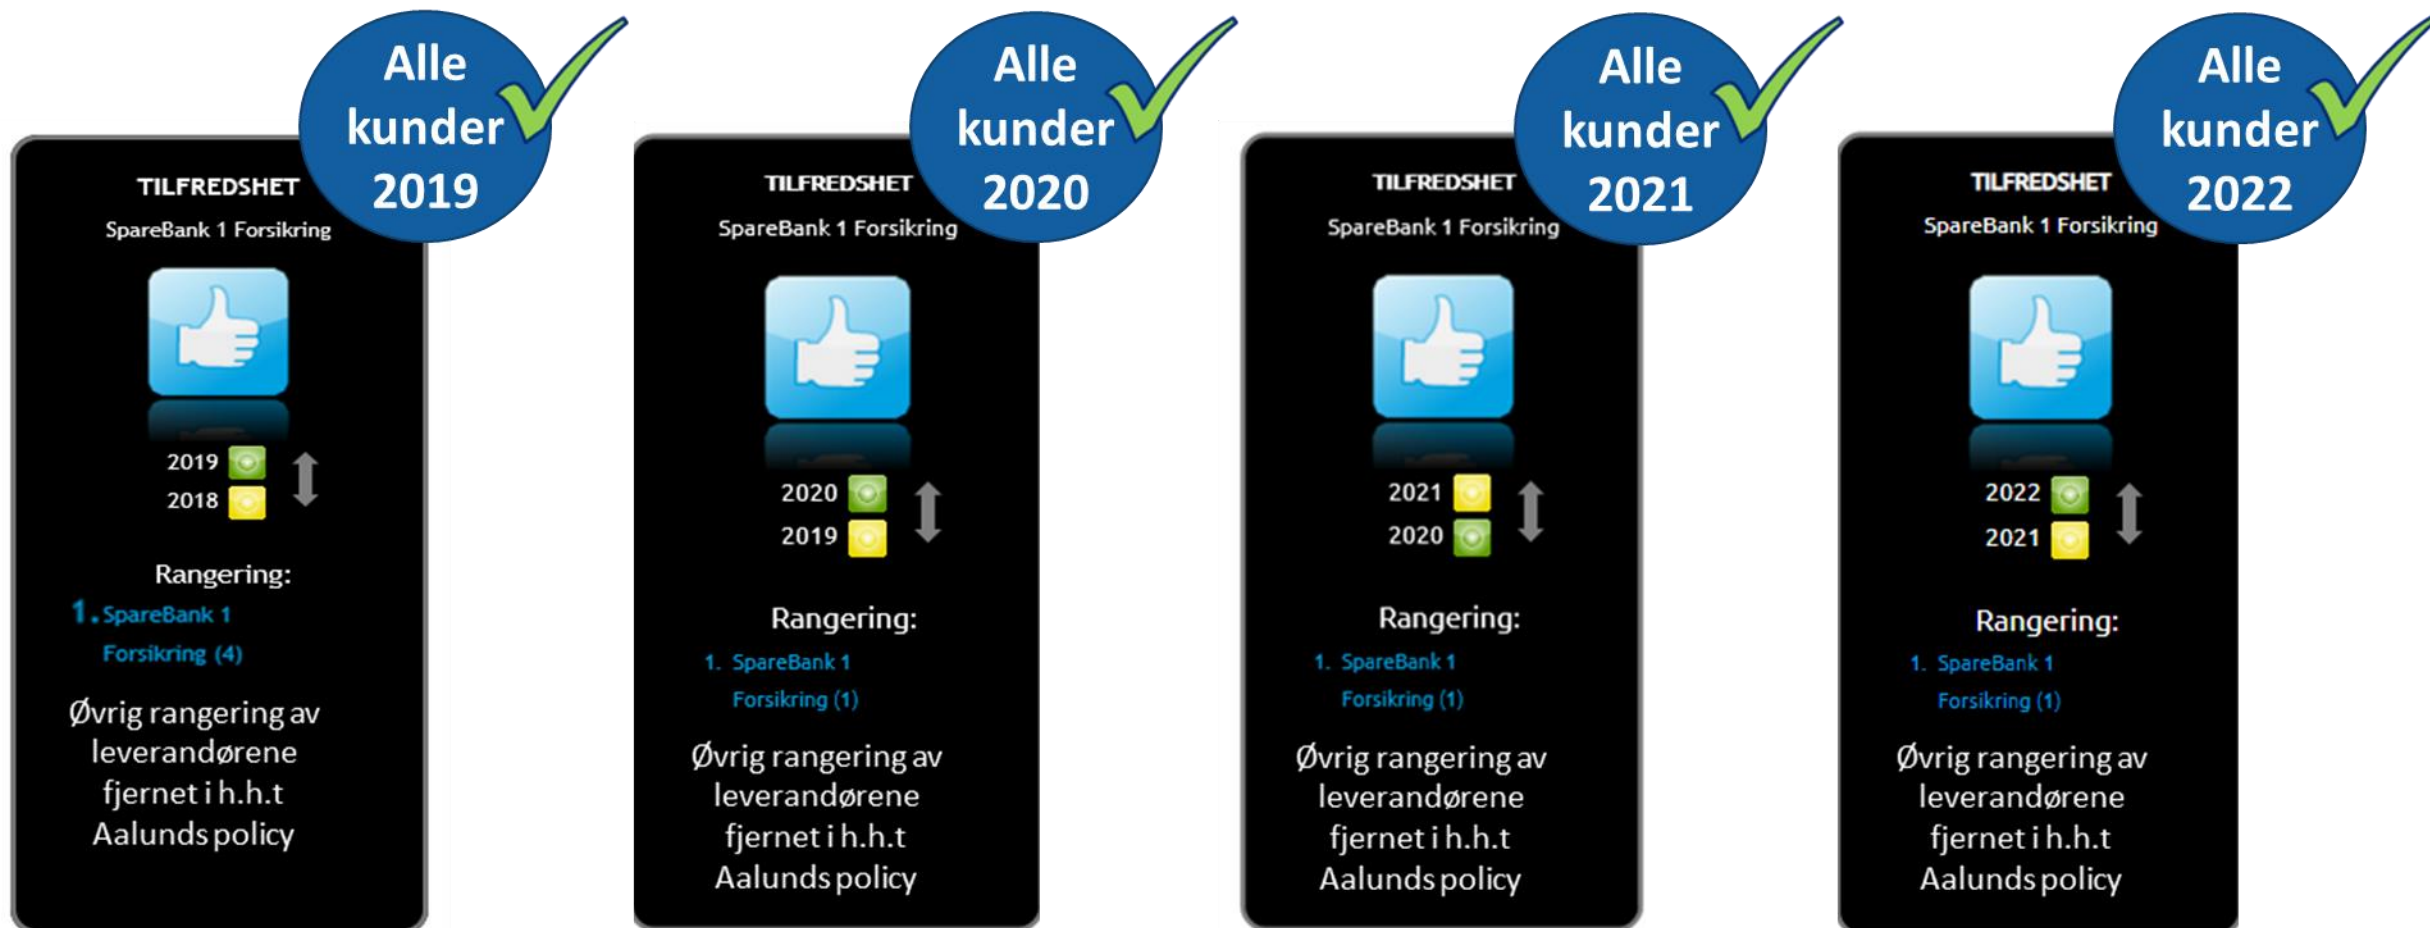 Alle
kunder
2019
TILFREDSHET
SpareBank 1 Forsikring
2019
2018
Rangering:
1. SpareBank 1
Forsikring (4)
Øvrig rangering av
leverandørene
fjernet i h.h.t
Aalunds policy
Alle
kunder
2020
TILFREDSHET
SpareBank 1 Forsikring
2020
2019
Rangering:
1. SpareBank 1
Forsikring (1)
Øvrig rangering av
leverandørene
fjernet i h.h.t
Aalunds policy
Alle
kunder
2021
TILFREDSHET
SpareBank 1 Forsikring
2021
2020
Rangering:
1. SpareBank 1
Forsikring (1)
Øvrig rangering av
leverandørene
fjernet i h.h.t
Aalunds policy
Alle
kunder
2022
TILFREDSHET
SpareBank 1 Forsikring
2022
2021
Rangering:
1. SpareBank 1
Forsikring (1)
Øvrig rangering av
leverandørene
fjernet i h.h.t
Aalunds policy